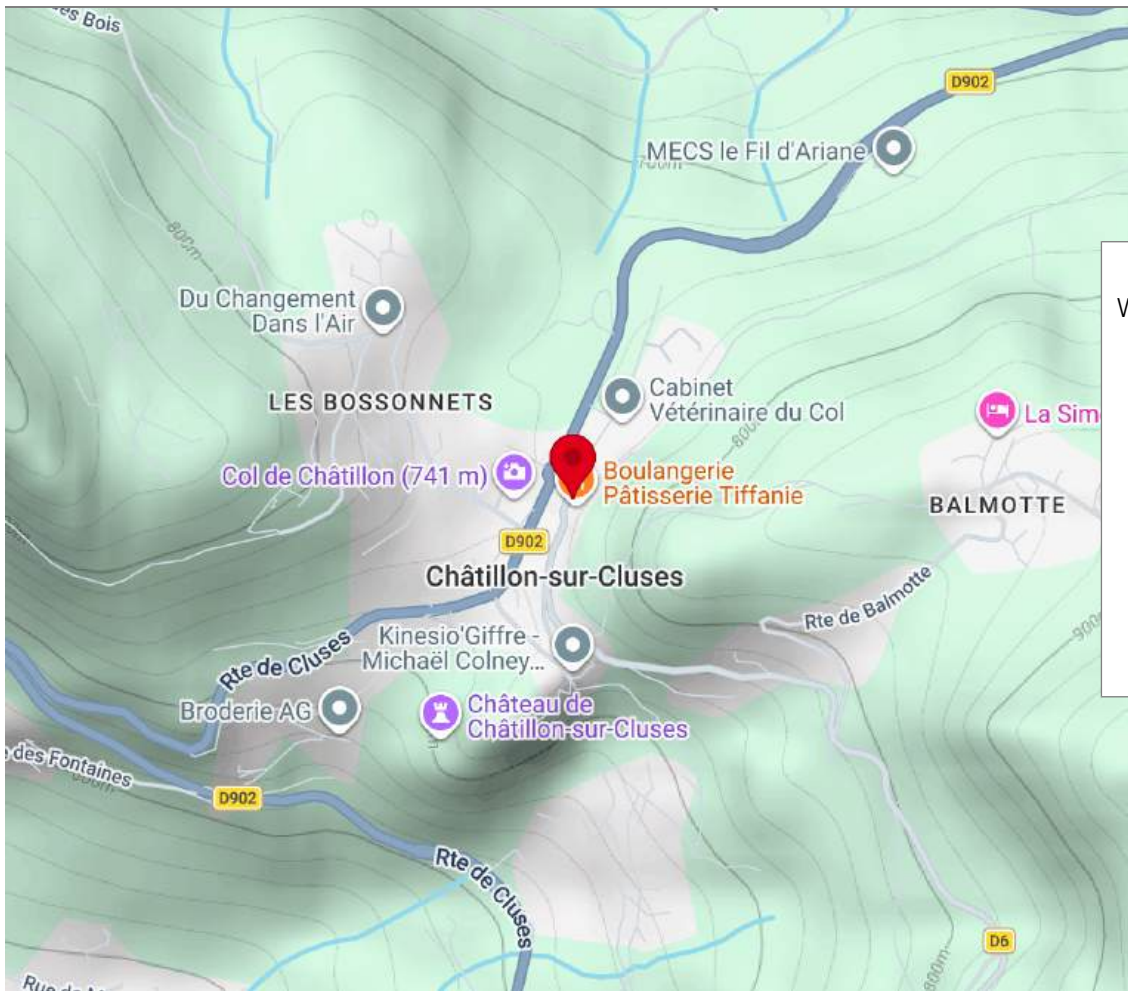 D902
MECS le Fil d'Ariane
700m
800m
Du Changement
Dans l'Air
LES BOSSONNETS
Cabinet
Vétérinaire du Col
800m
La Sim
Col de Châtillon (741 m)
Boulangerie
Pâtisserie Tiffanie
BALMOTTE
D902
Châtillon-sur-Cluses
Rte de Balmotte
900m
Kinesio'Giffre -
Michaël Colney...
Rte de Cluses
Broderie AG
Château de
Châtillon-sur-Cluses
des Fontaines
D902
Rte de Cluses
D6
800m
Bois
W